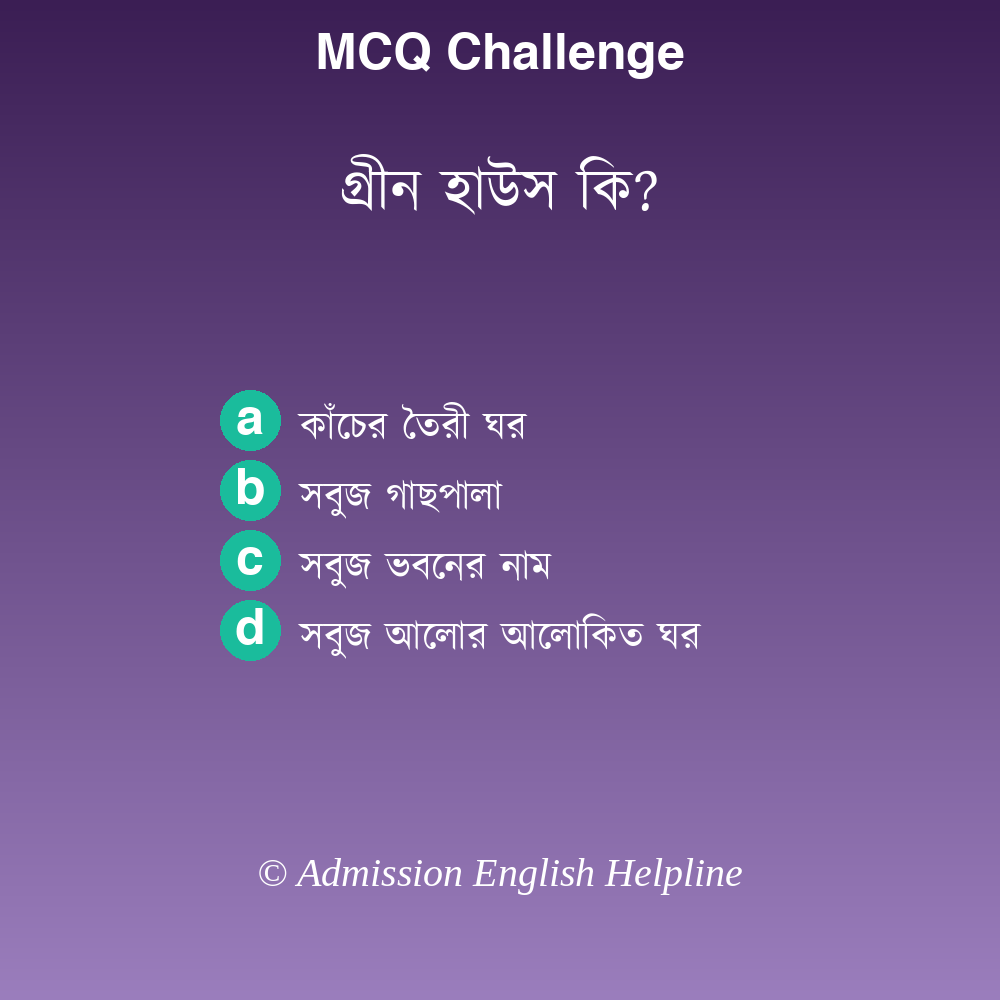 MCQ Challenge
গ্রীন হাউস কি?
a কাঁচের তৈরী ঘর
b সবুজ গাছপালা
c সবুজ ভবনের নাম
d সবুজ আলোর আলোকিত ঘর
© Admission English Helpline